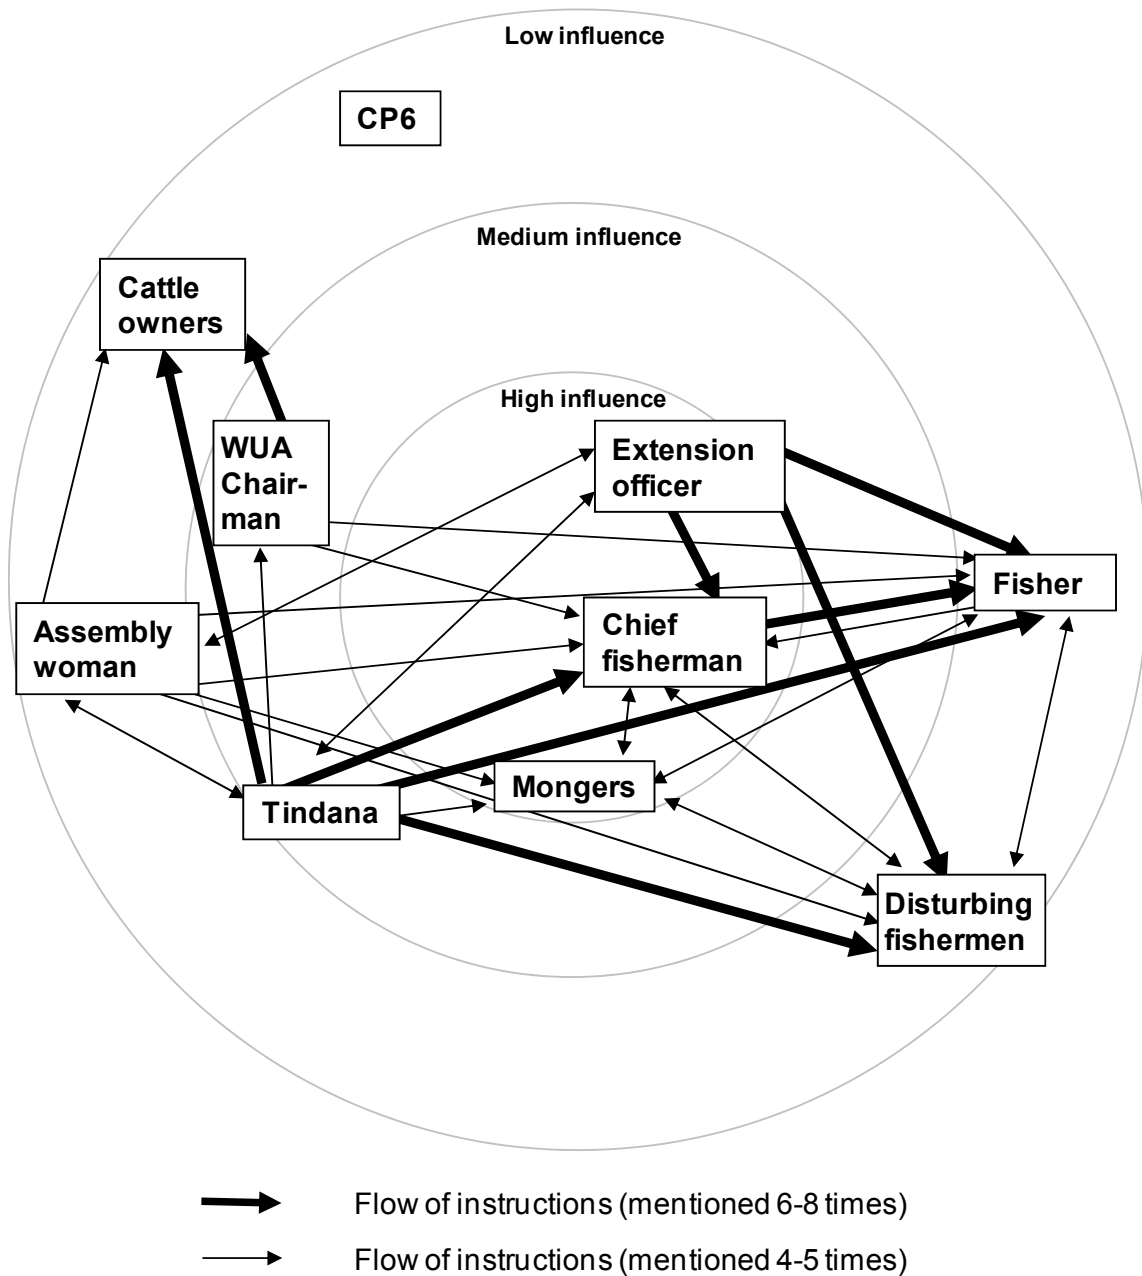 Low influence
CP6
Medium influence
Cattle
owners
High influence
WUA
Chair-
man
Extension
officer
Fisher
Assembly
woman
Chief
fisherman
Mongers
Tindana
Disturbing
fishermen
Flow of instructions (mentioned 6-8 times)
Flow of instructions (mentioned 4-5 times)